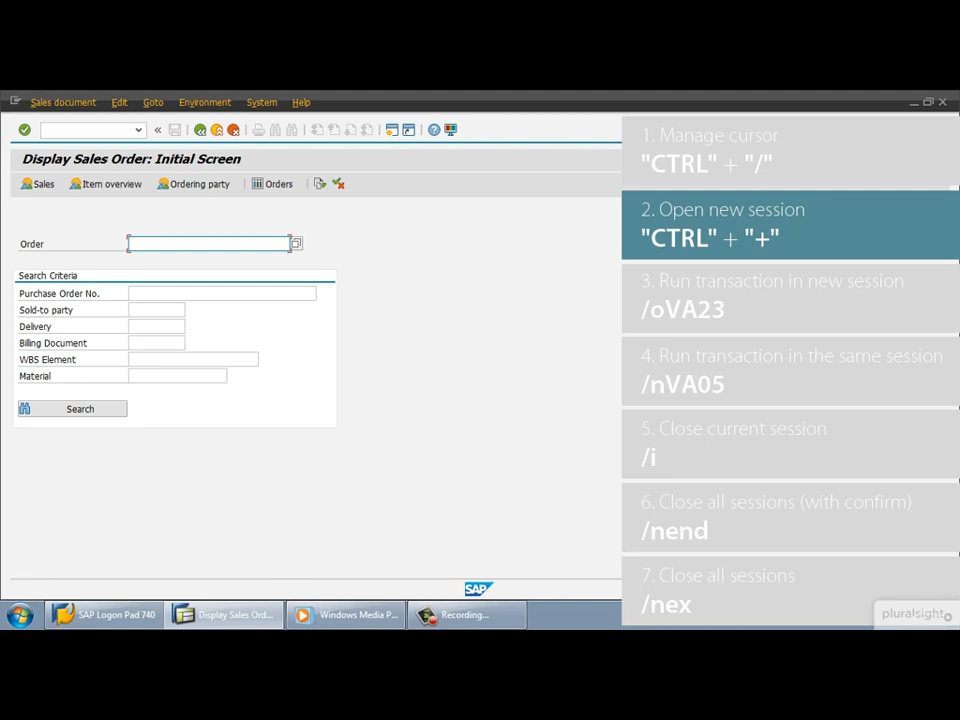 Sales document Edit Goto Environment System Help
Display Sales Order: Initial Screen
Sales Item overview Ordering party Orders
Order
Search Criteria
Purchase Order No.
Sold-to party
Delivery
Billing Document
WBS Element
Material
Search
SAP
SAP Logon Pad 740 Display Sales Ord... Windows Media P... Recording...
1. Manage cursor
"CTRL" + "/"
2. Open new session
"CTRL" + "+"
3. Run transaction in new session
/oVA23
4. Run transaction in the same session
/nVA05
5. Close current session
/i
6. Close all sessions (with confirm)
/nend
7. Close all sessions
/nex
pluralsight